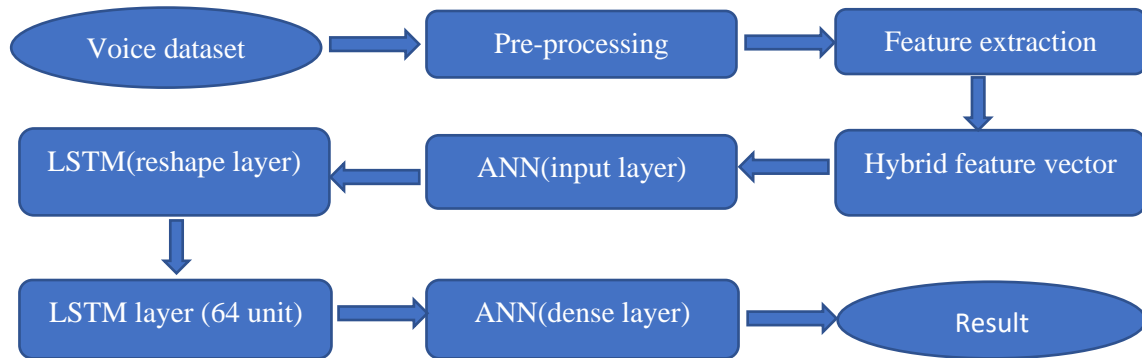 Voice dataset
Pre-processing
Feature extraction
Hybrid feature vector
ANN(input layer)
LSTM(reshape layer)
LSTM layer (64 unit)
ANN(dense layer)
Result